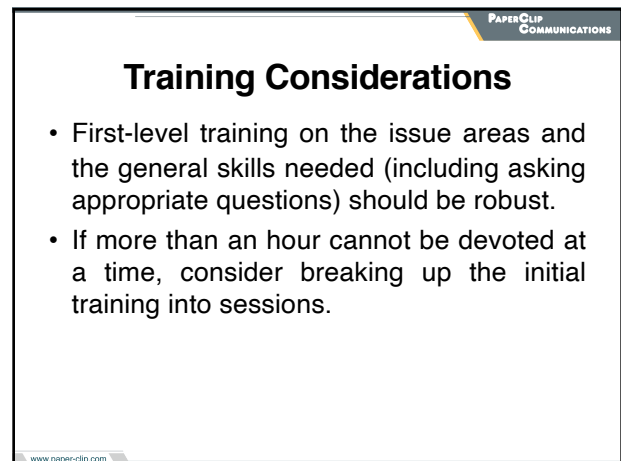 PAPERCLIP
COMMUNICATIONS
Training Considerations
• First-level training on the issue areas and
the general skills needed (including asking
appropriate questions) should be robust.
• If more than an hour cannot be devoted at
a time, consider breaking up the initial
training into sessions.
www.paper-clip.com